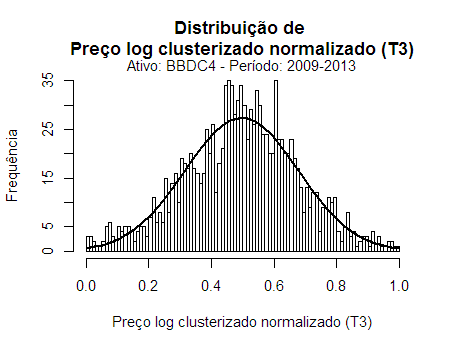 Distribuição de
Preço log clusterizado normalizado (T3)
Ativo: BBDC4 - Período: 2009-2013
Frequência
35
25
15
5
0
0.0 0.2 0.4 0.6 0.8 1.0
Preço log clusterizado normalizado (T3)